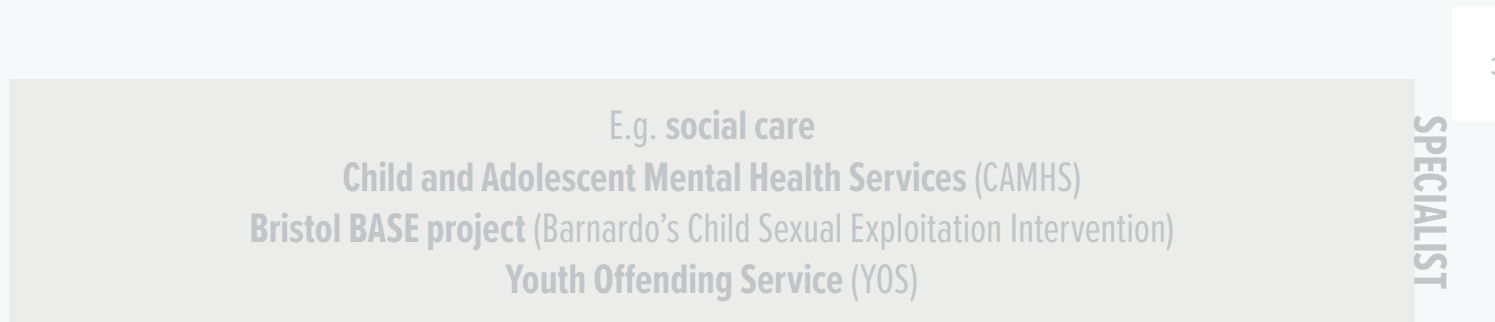 E.g. social care
Child and Adolescent Mental Health Services (CAMHS)
Bristol BASE project (Barnardo’s Child Sexual Exploitation Intervention)
Youth Offending Service (YOS)
SPECIALIST